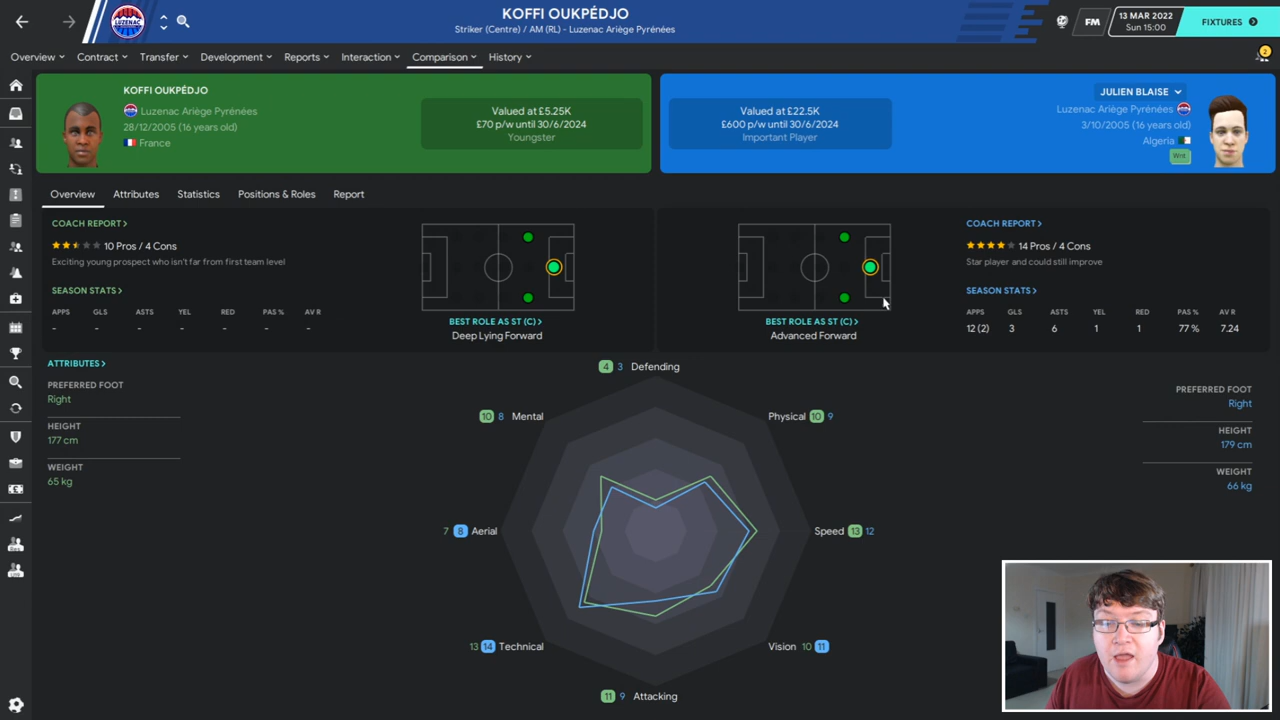 KOFFI OUKPÉDJO
Striker (Centre) / AM (RL) - Luzenac Ariège Pyrénées
LUZENAC
FM
13 MAR 2022
Sun 15:00
FIXTURES
Overview
Contract
Transfer
Development
Reports
Interaction
Comparison
History
2
KOFFI OUKPÉDJO
Luzenac Ariège Pyrénées
28/12/2005 (16 years old)
France
Valued at £5.25K
£70 p/w until 30/6/2024
Youngster
Valued at £22.5K
£600 p/w until 30/6/2024
Important Player
JULIEN BLAISE
Luzenac Ariège Pyrénées
3/10/2005 (16 years old)
Algeria
Wnt
Overview
Attributes
Statistics
Positions & Roles
Report
COACH REPORT >
10 Pros / 4 Cons
Exciting young prospect who isn't far from first team level
SEASON STATS >
APPS GLS ASTS YEL RED PAS % AV R
- - - - - - -
BEST ROLE AS ST (C) >
Deep Lying Forward
BEST ROLE AS ST (C) >
Advanced Forward
COACH REPORT >
14 Pros / 4 Cons
Star player and could still improve
SEASON STATS >
APPS GLS ASTS YEL RED PAS % AV R
12 (2) 3 6 1 1 77 % 7.24
ATTRIBUTES >
PREFERRED FOOT
Right
HEIGHT
177 cm
WEIGHT
65 kg
4 3 Defending
10 8 Mental
Physical 10 9
7 8 Aerial
Speed 13 12
13 14 Technical
Vision 10 11
11 9 Attacking
PREFERRED FOOT
Right
HEIGHT
179 cm
WEIGHT
66 kg